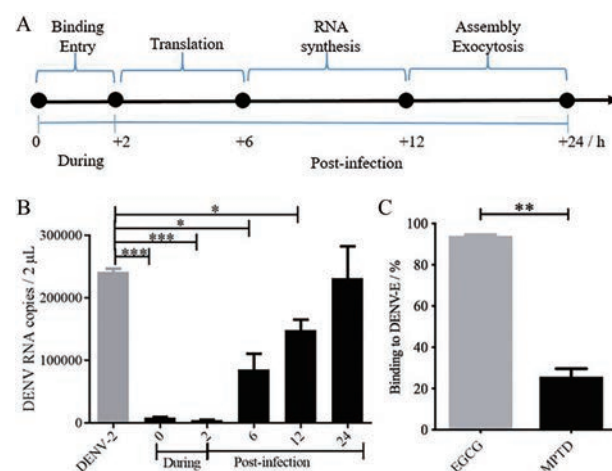 A
Binding
Entry
Translation
RNA
synthesis
Assembly
Exocytosis
0
+2
+6
+12
+24 / h
During
Post-infection
B
DENV RNA copies / 2 μL
300000
200000
100000
0
*
*
***
***
DENV-2
0
2
6
12
24
During
Post-infection
C
Binding to DENV-E / %
100
80
60
40
20
0
**
EGCG
MPTD